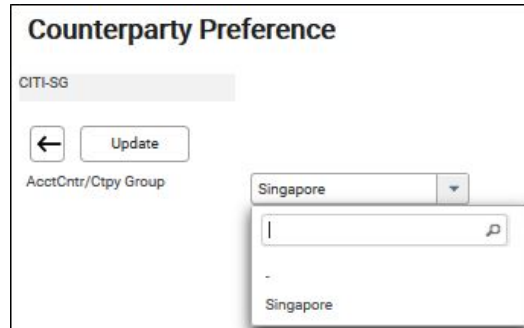 Counterparty Preference
CITI-SG
Update
AcctCntr/Ctpy Group
Singapore
-
Singapore